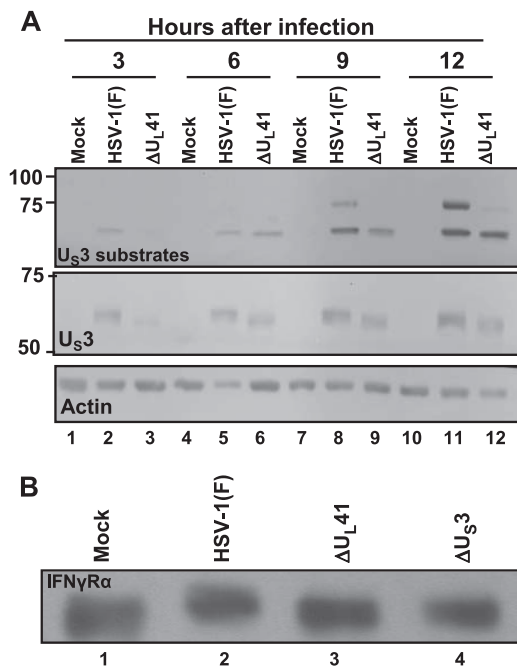 A
Hours after infection
3 6 9 12
Mock HSV-1(F) ΔUL41 Mock HSV-1(F) ΔUL41 Mock HSV-1(F) ΔUL41 Mock HSV-1(F) ΔUL41
100
75
US3 substrates
75
US3
50
Actin
1 2 3 4 5 6 7 8 9 10 11 12
B
Mock HSV-1(F) ΔUL41 ΔUS3
IFNγRα
1 2 3 4